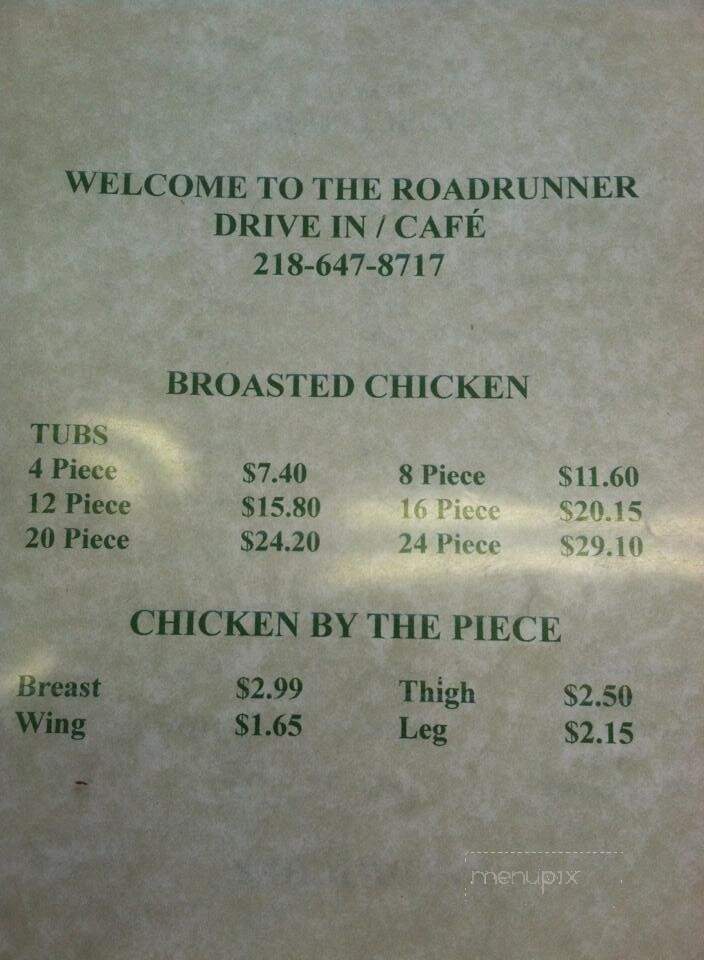 WELCOME TO THE ROADRUNNER
DRIVE IN / CAFÉ
218-647-8717
BROASTED CHICKEN
TUBS
4 Piece $7.40 8 Piece $11.60
12 Piece $15.80 16 Piece $20.15
20 Piece $24.20 24 Piece $29.10
CHICKEN BY THE PIECE
Breast $2.99 Thigh $2.50
Wing $1.65 Leg $2.15
menupix